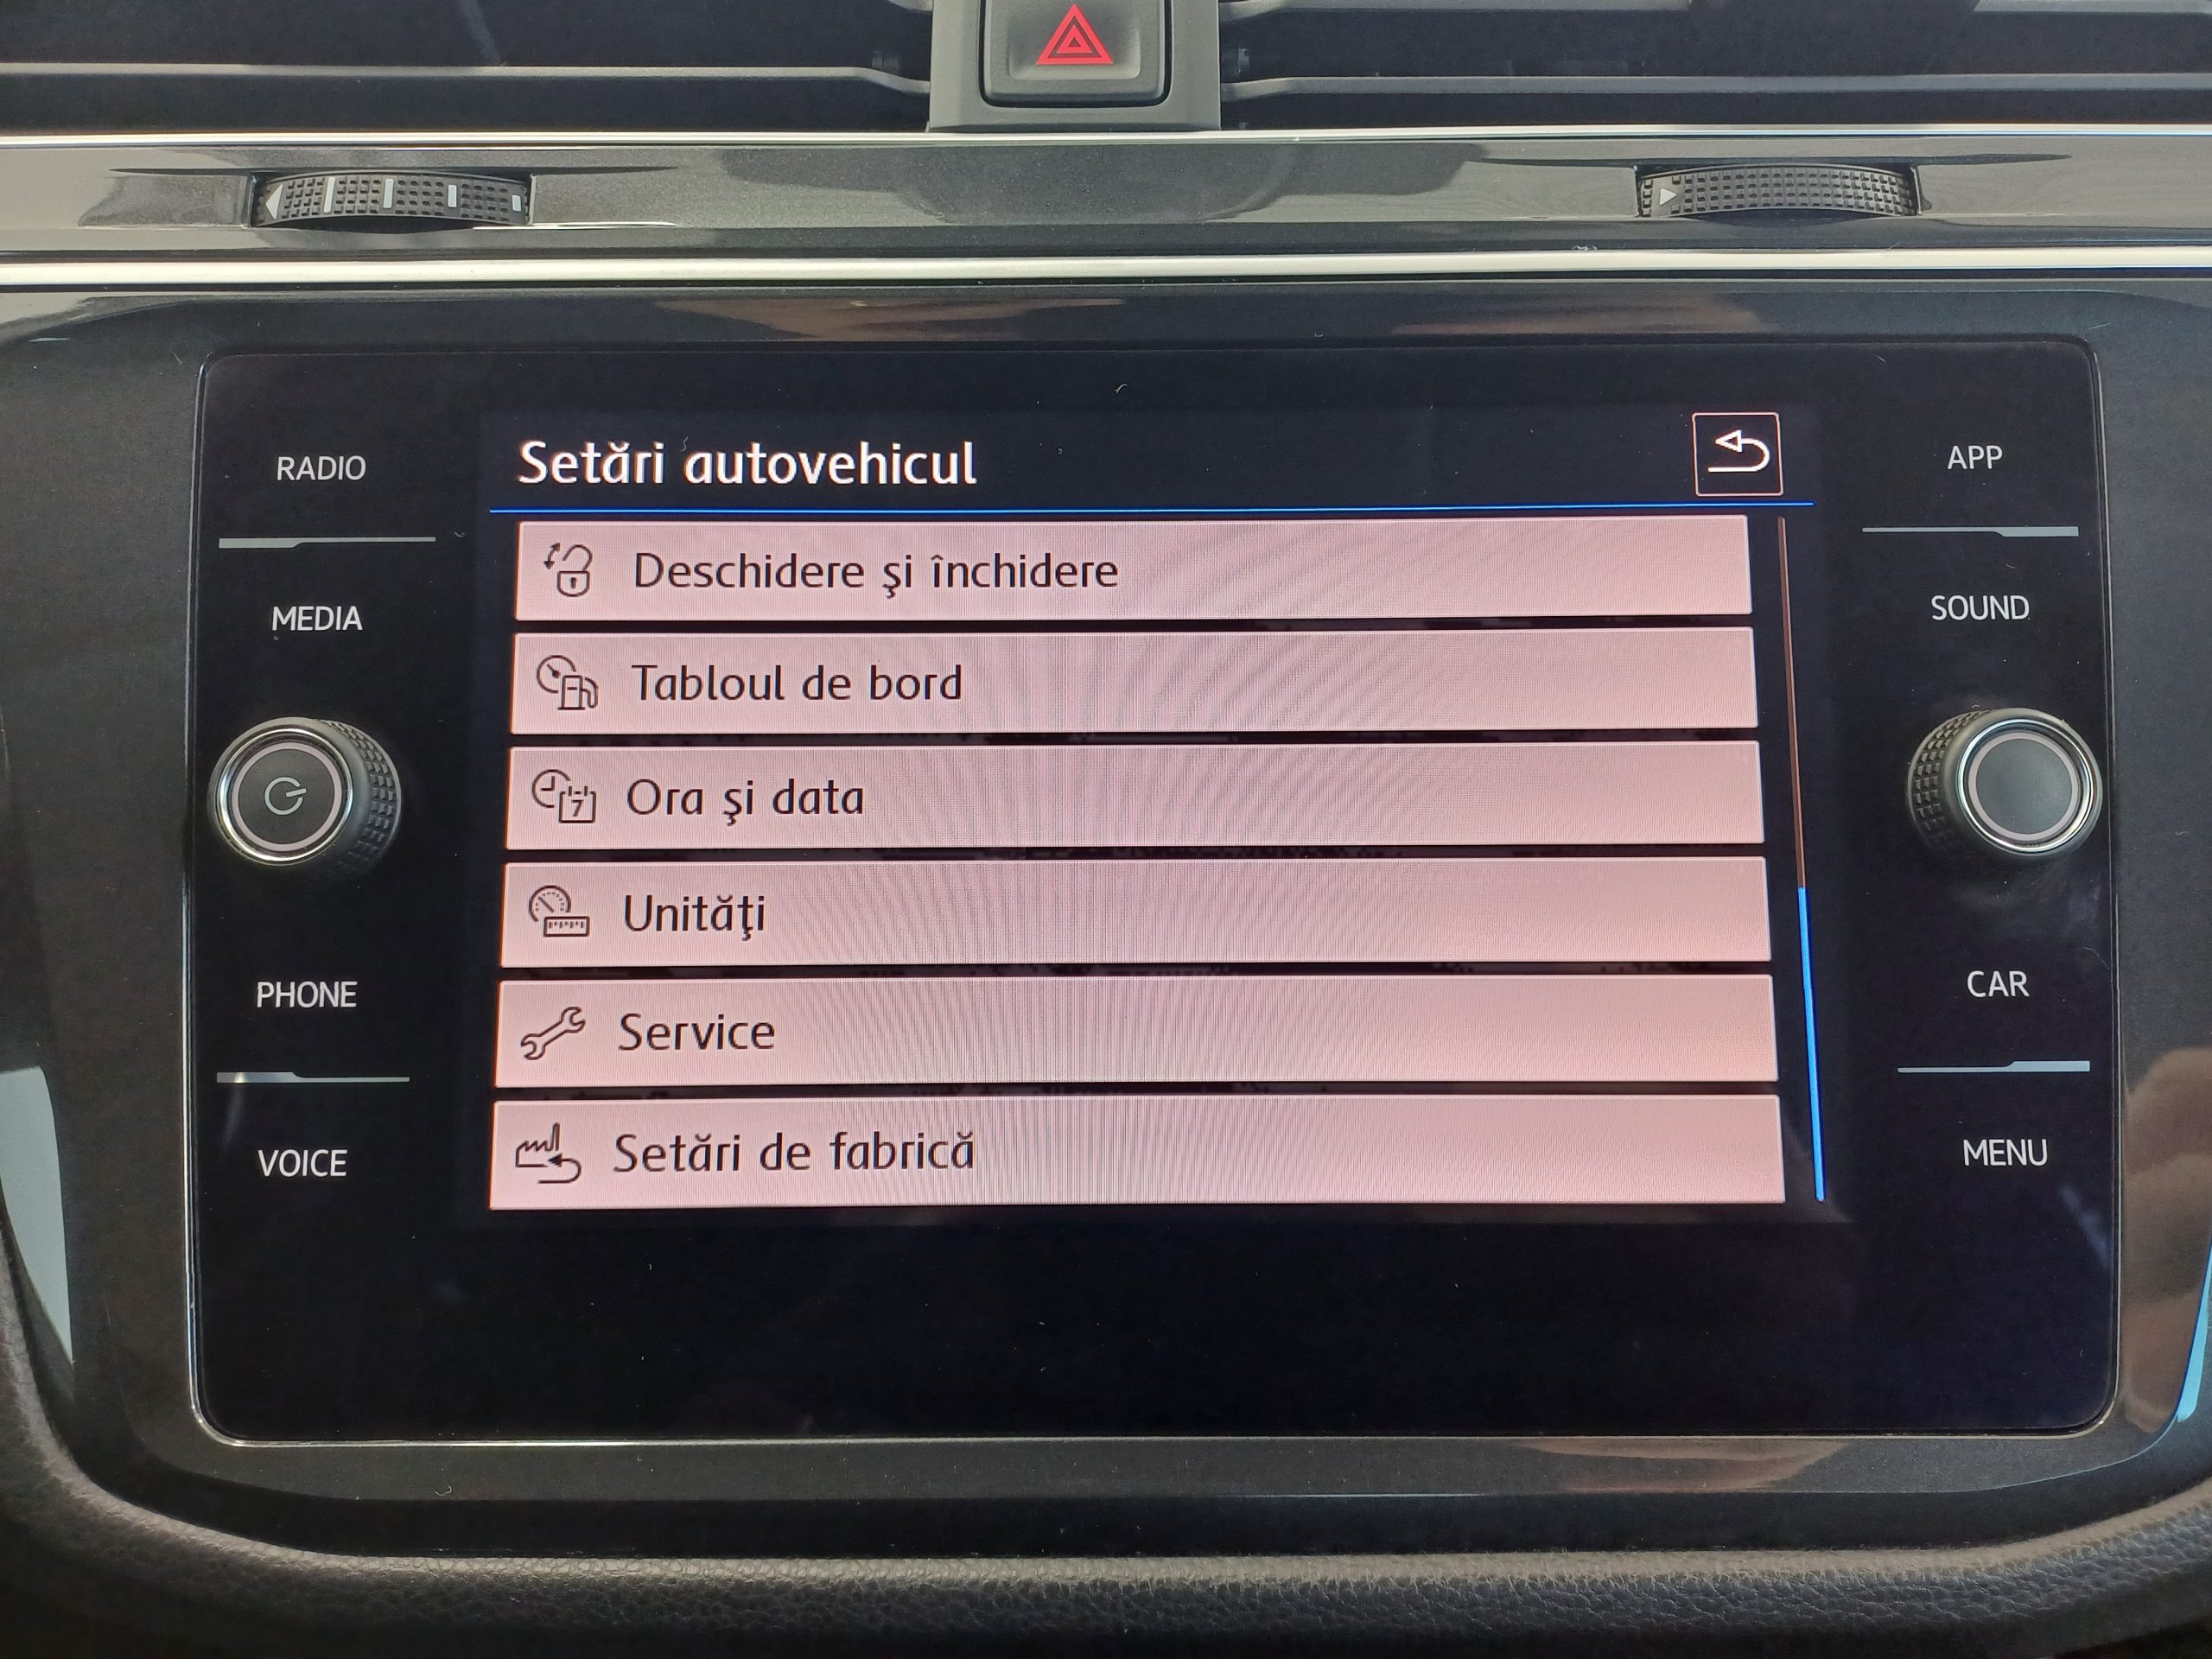 RADIO
MEDIA
PHONE
VOICE
Setări autovehicul
Deschidere şi închidere
Tabloul de bord
7
Ora şi data
Unităţi
Service
Setări de fabrică
APP
SOUND
CAR
MENU